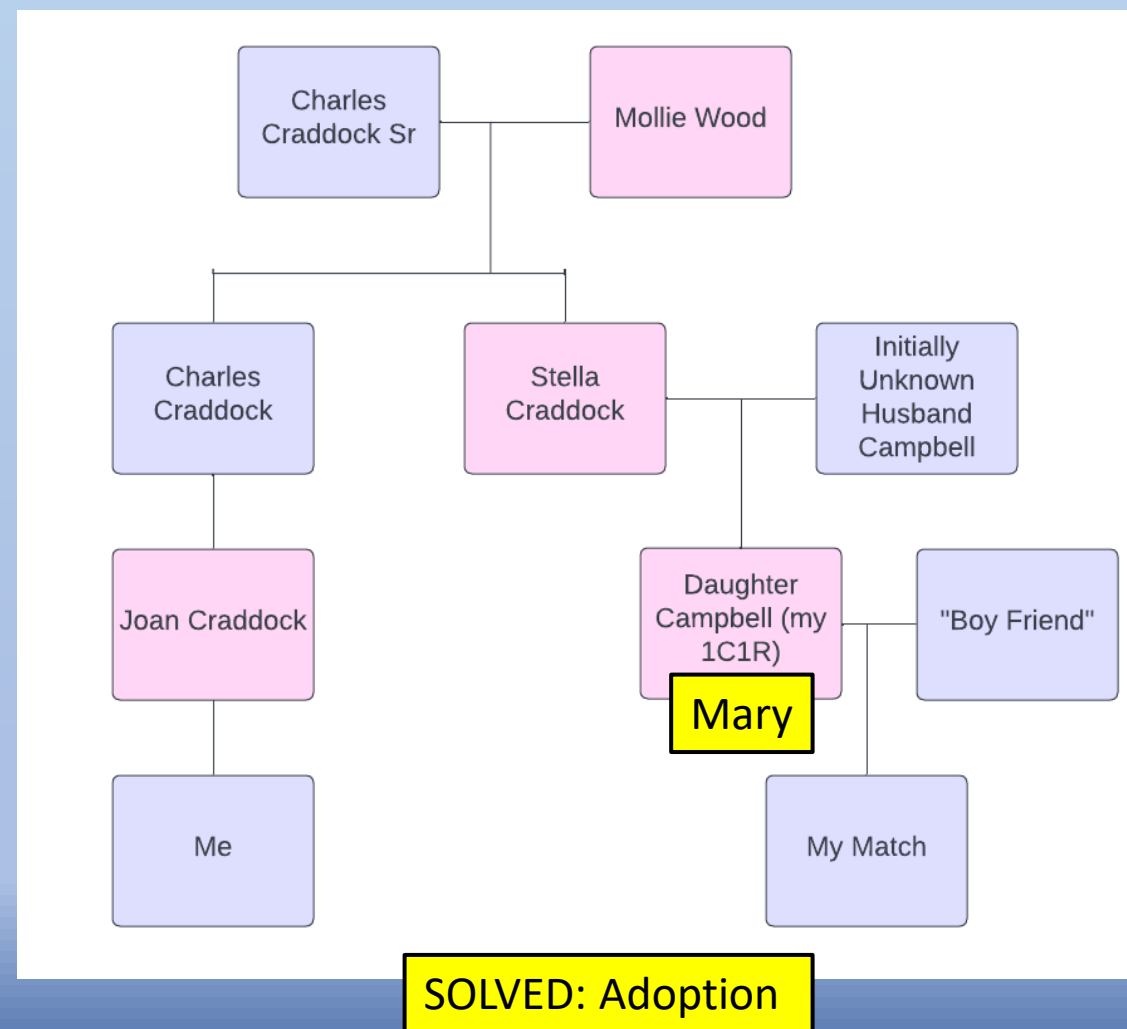 Charles
Craddock Sr
Mollie Wood
Charles
Craddock
Stella
Craddock
Initially
Unknown
Husband
Campbell
Joan Craddock
Daughter
Campbell (my
1C1R)
Mary
"Boy Friend"
Me
My Match
SOLVED: Adoption